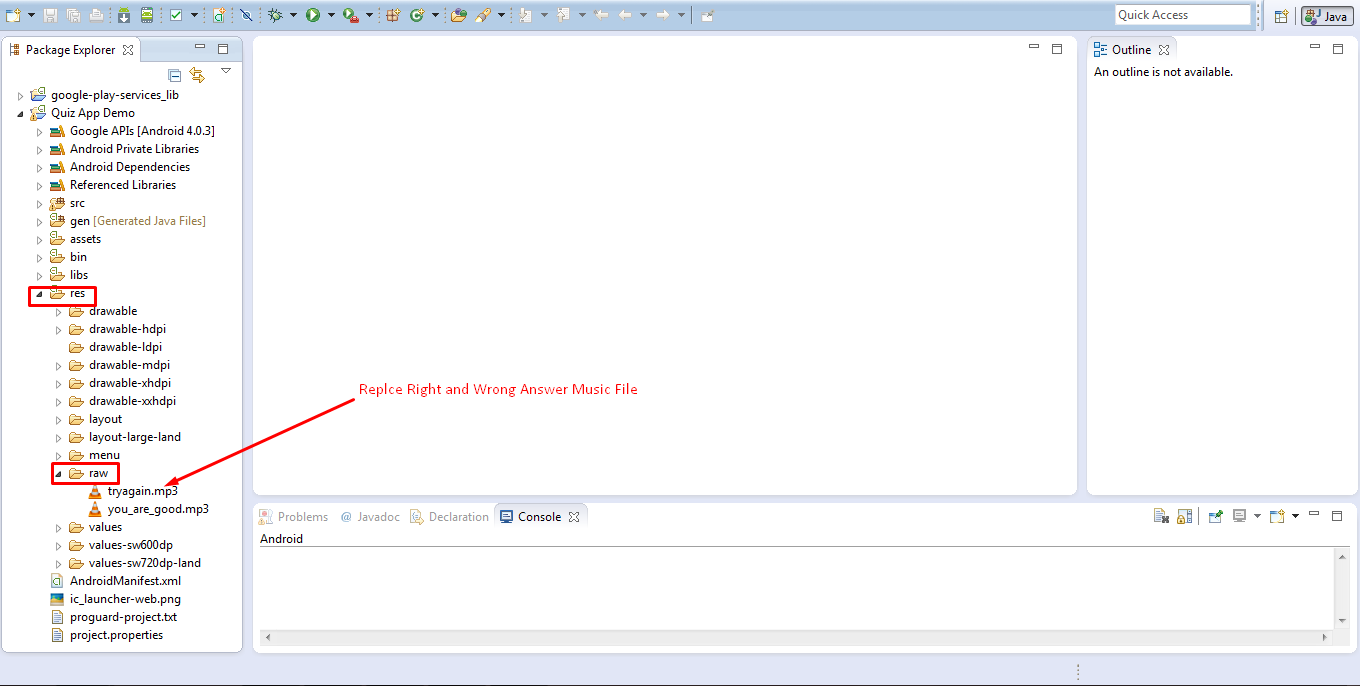 Quick Access
Java
Package Explorer
google-play-services_lib
Quiz App Demo
Google APIs [Android 4.0.3]
Android Private Libraries
Android Dependencies
Referenced Libraries
src
gen [Generated Java Files]
assets
bin
libs
res
drawable
drawable-hdpi
drawable-ldpi
drawable-mdpi
drawable-xhdpi
drawable-xxhdpi
layout
layout-large-land
menu
raw
tryagain.mp3
you_are_good.mp3
values
values-sw600dp
values-sw720dp-land
AndroidManifest.xml
ic_launcher-web.png
proguard-project.txt
project.properties
Replce Right and Wrong Answer Music File
Outline
An outline is not available.
Problems
@ Javadoc
Declaration
Console
Android